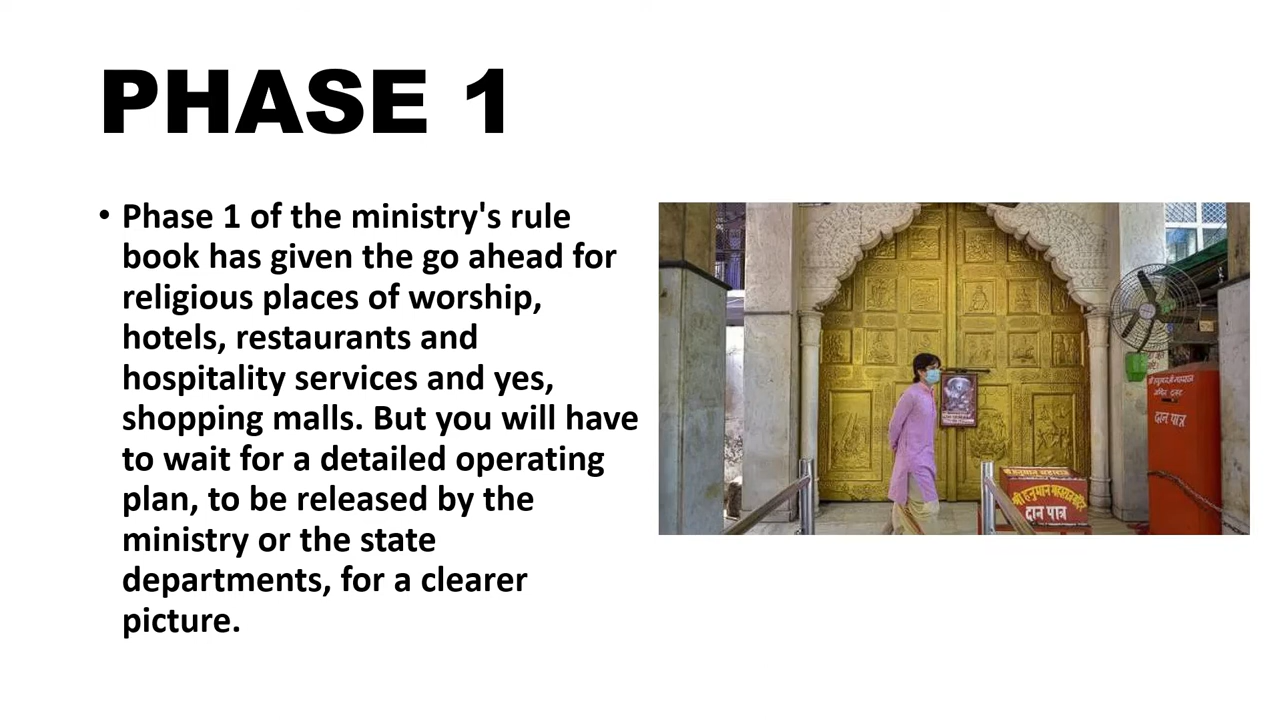 PHASE 1
• Phase 1 of the ministry's rule
book has given the go ahead for
religious places of worship,
hotels, restaurants and
hospitality services and yes,
shopping malls. But you will have
to wait for a detailed operating
plan, to be released by the
ministry or the state
departments, for a clearer
picture.
दान पात्र
श्री हनुमान महाराज
दान पात्र